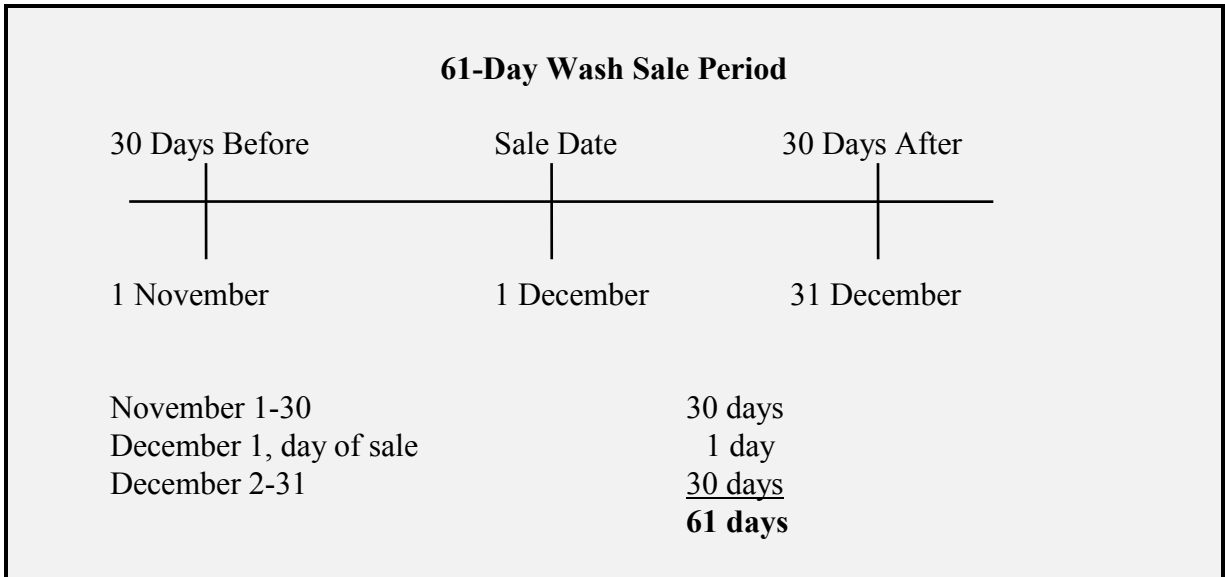 61-Day Wash Sale Period
30 Days Before Sale Date 30 Days After
1 November 1 December 31 December
November 1-30 30 days
December 1, day of sale 1 day
December 2-31 30 days
61 days